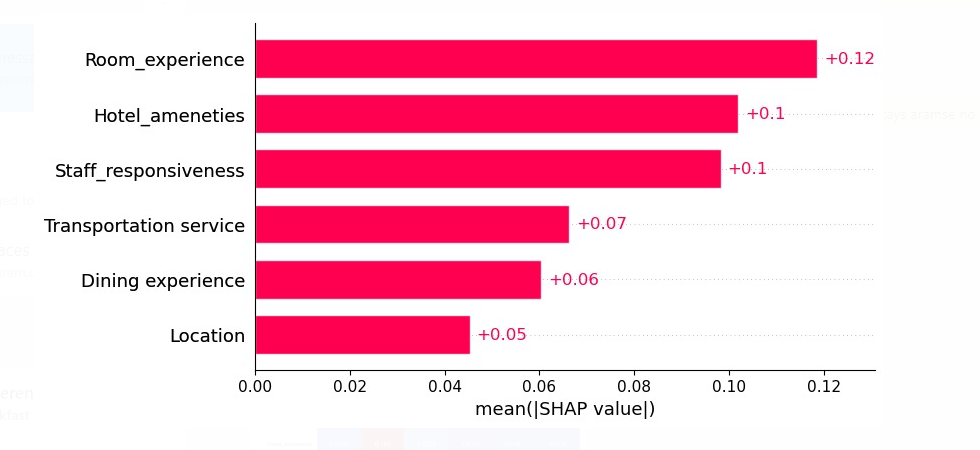 Room_experience +0.12
Hotel_ameneties +0.1
Staff_responsiveness +0.1
Transportation service +0.07
Dining experience +0.06
Location +0.05
0.00 0.02 0.04 0.06 0.08 0.10 0.12
mean(|SHAP value|)